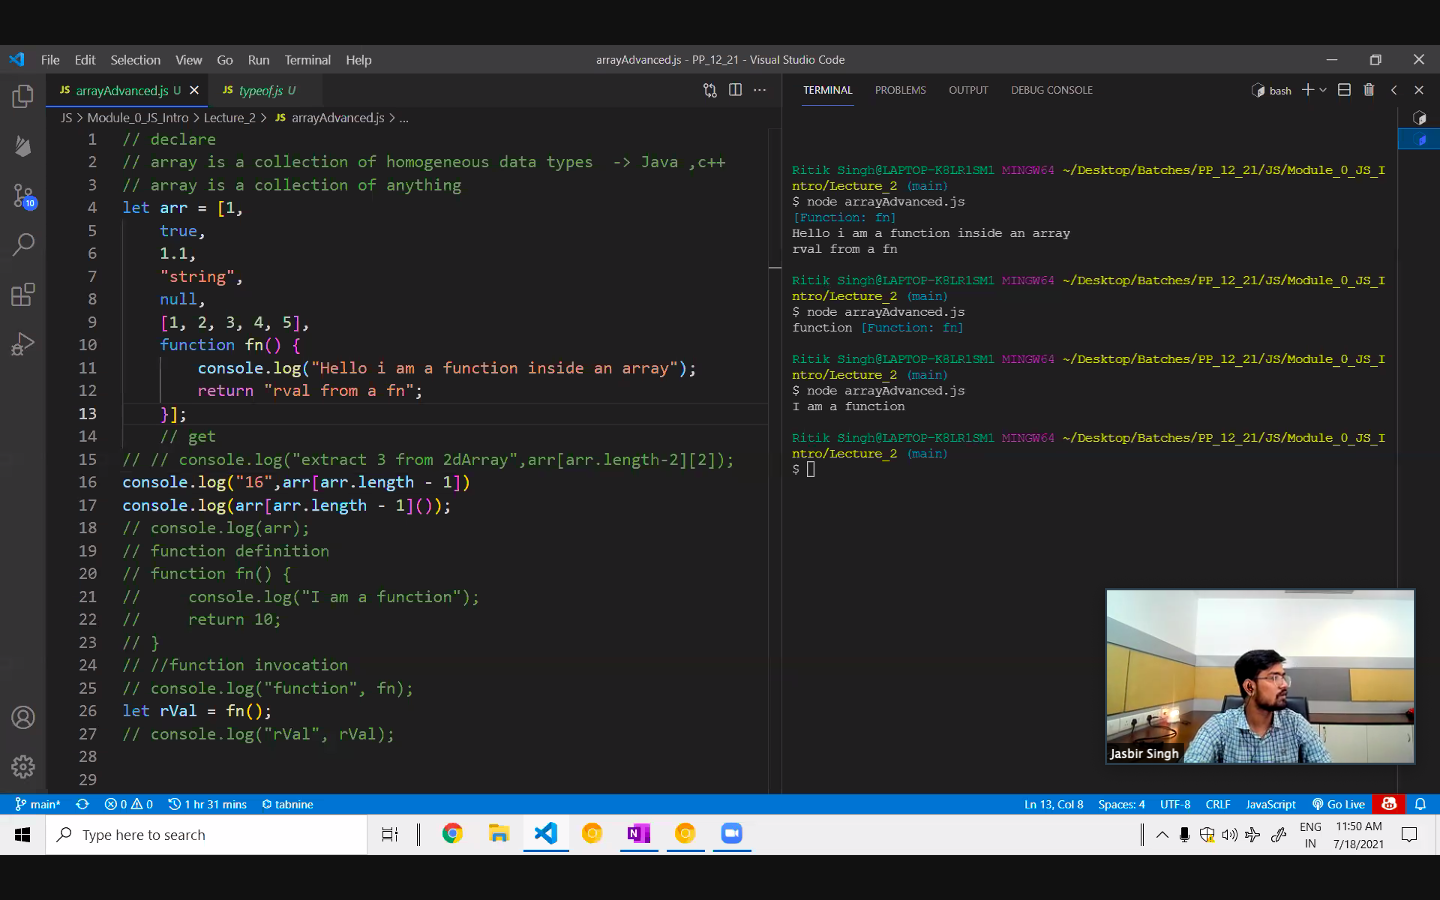 File Edit Selection View Go Run Terminal Help
arrayAdvanced.js - PP_12_21 - Visual Studio Code
JS arrayAdvanced.js U
JS typeof.js U
JS > Module_0_JS_Intro > Lecture_2 > JS arrayAdvanced.js > ...
1 // declare
2 // array is a collection of homogeneous data types  -> Java ,c++
3 // array is a collection of anything
4 let arr = [1,
5     true,
6     1.1,
7     "string",
8     null,
9     [1, 2, 3, 4, 5],
10     function fn() {
11         console.log("Hello i am a function inside an array");
12         return "rval from a fn";
13     }];
14     // get
15 // // console.log("extract 3 from 2dArray",arr[arr.length-2][2]);
16 console.log("16",arr[arr.length - 1])
17 console.log(arr[arr.length - 1]());
18 // console.log(arr);
19 // function definition
20 // function fn() {
21 //     console.log("I am a function");
22 //     return 10;
23 // }
24 // //function invocation
25 // console.log("function", fn);
26 let rVal = fn();
27 // console.log("rVal", rVal);
28
29
TERMINAL PROBLEMS OUTPUT DEBUG CONSOLE
bash
Ritik Singh@LAPTOP-K8LR1SM1 MINGW64 ~/Desktop/Batches/PP_12_21/JS/Module_0_JS_I
ntro/Lecture_2 (main)
$ node arrayAdvanced.js
[Function: fn]
Hello i am a function inside an array
rval from a fn
Ritik Singh@LAPTOP-K8LR1SM1 MINGW64 ~/Desktop/Batches/PP_12_21/JS/Module_0_JS_I
ntro/Lecture_2 (main)
$ node arrayAdvanced.js
function [Function: fn]
Ritik Singh@LAPTOP-K8LR1SM1 MINGW64 ~/Desktop/Batches/PP_12_21/JS/Module_0_JS_I
ntro/Lecture_2 (main)
$ node arrayAdvanced.js
I am a function
Ritik Singh@LAPTOP-K8LR1SM1 MINGW64 ~/Desktop/Batches/PP_12_21/JS/Module_0_JS_I
ntro/Lecture_2 (main)
$
10
Jasbir Singh
main* 0 0 1 hr 31 mins tabnine
Ln 13, Col 8 Spaces: 4 UTF-8 CRLF JavaScript Go Live
Type here to search
N
ENG
IN
11:50 AM
7/18/2021